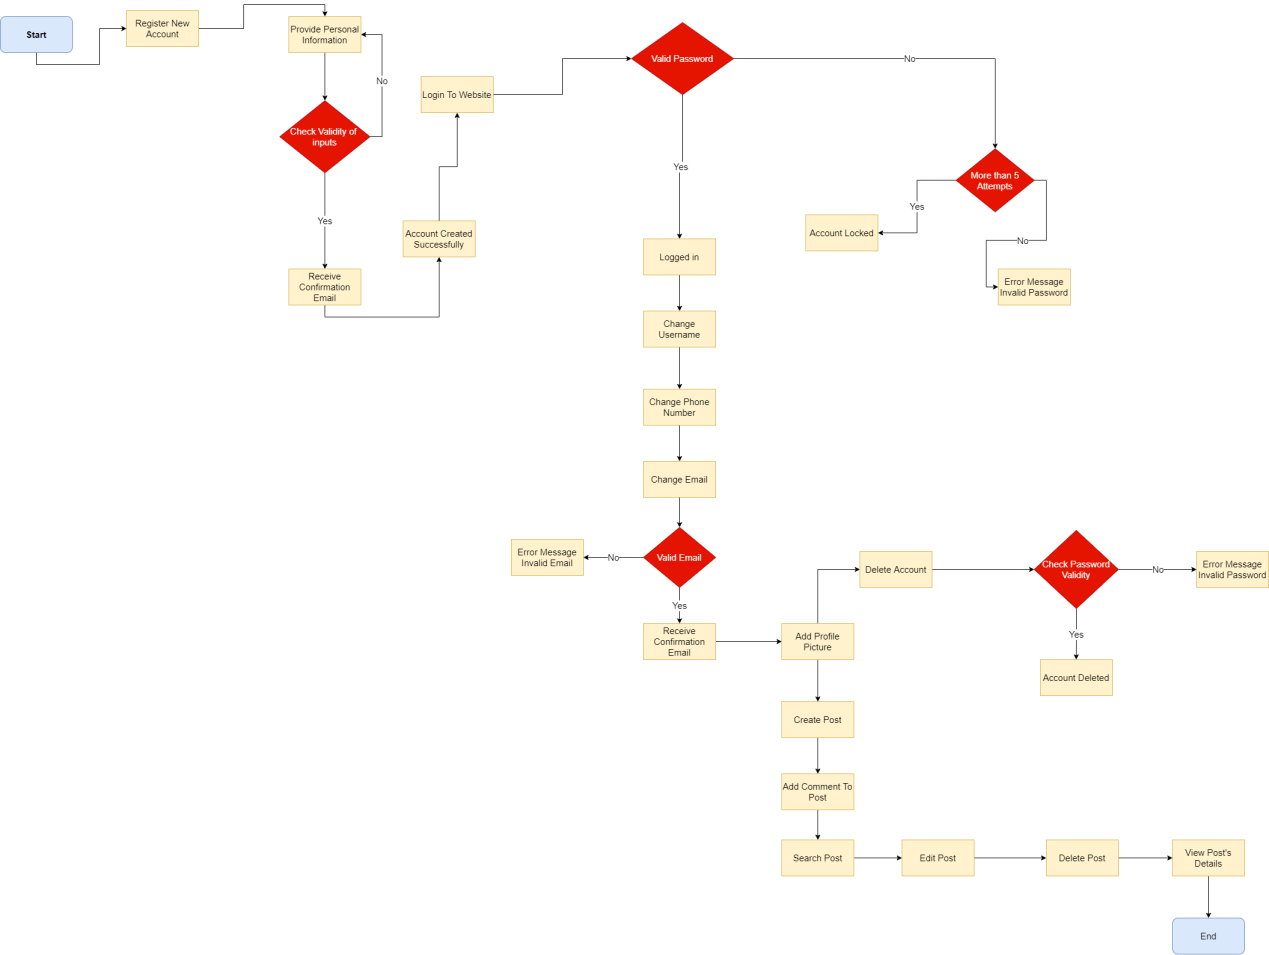 Start
Register New
Account
Provide Personal
Information
No
Check Validity of
inputs
Yes
Receive
Confirmation
Email
Account Created
Successfully
Login To Website
Valid Password
No
More than 5
Attempts
Yes
Account Locked
No
Error Message
Invalid Password
Yes
Logged in
Change
Username
Change Phone
Number
Change Email
Valid Email
No
Error Message
Invalid Email
Yes
Receive
Confirmation
Email
Add Profile
Picture
Delete Account
Check Password
Validity
No
Error Message
Invalid Password
Yes
Account Deleted
Create Post
Add Comment To
Post
Search Post
Edit Post
Delete Post
View Post's
Details
End